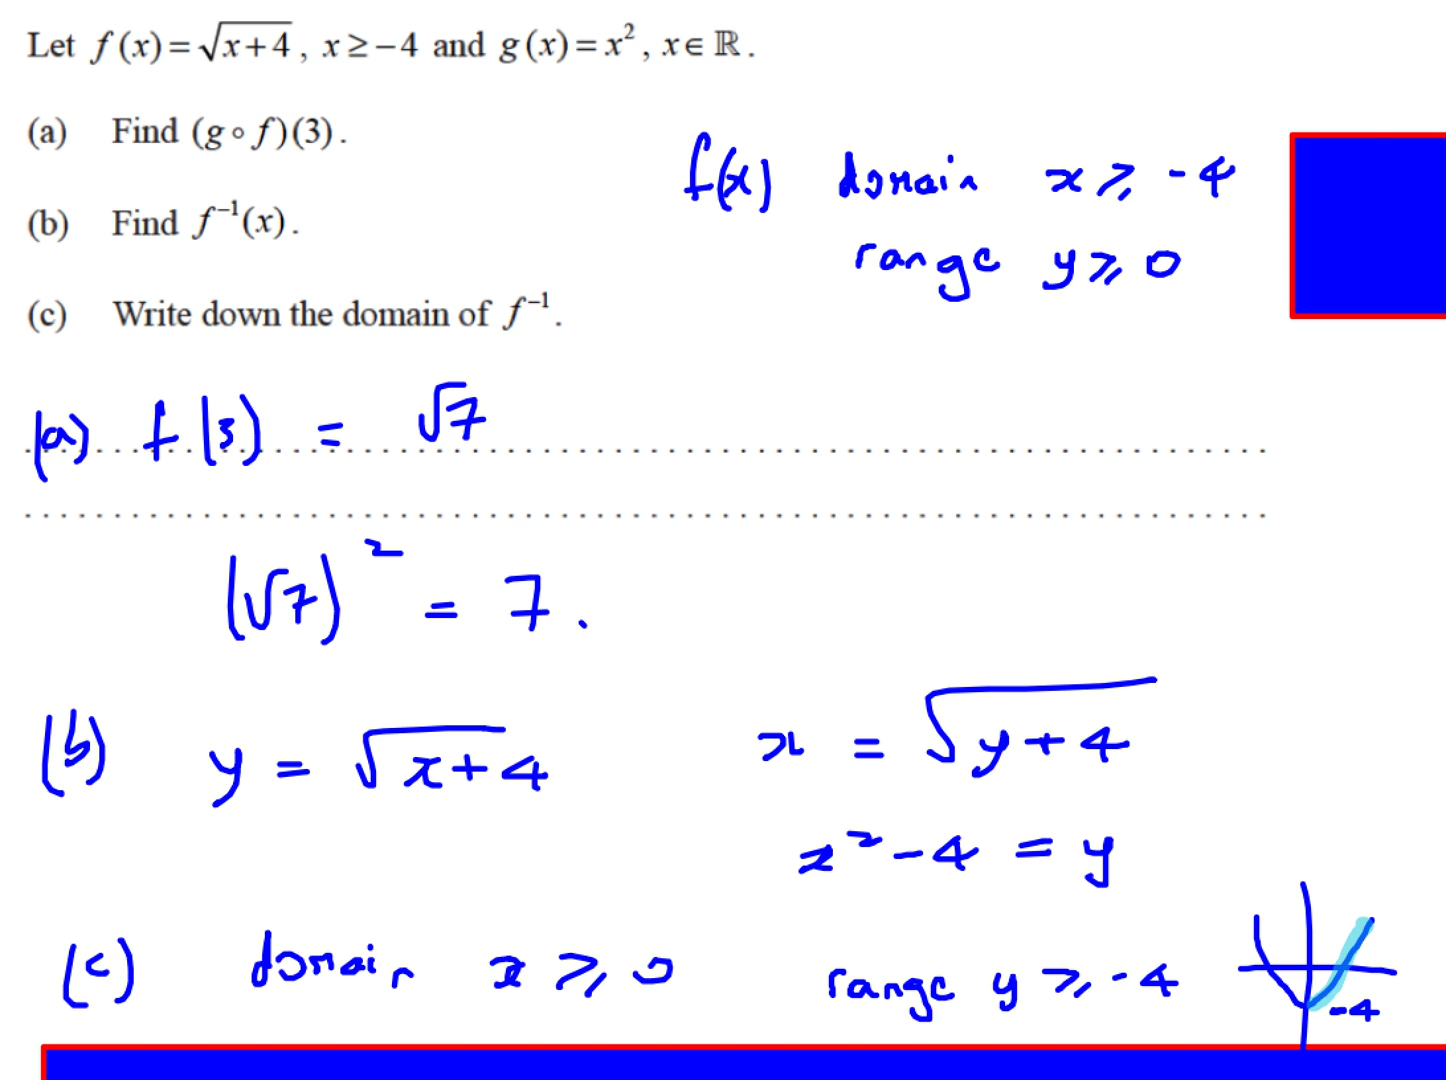 Let f(x)=√(x+4), x≥−4 and g(x)=x², x∈ℝ.
(a) Find (g∘f)(3).
(b) Find f⁻¹(x).
(c) Write down the domain of f⁻¹.
f(x) domain x ⩾ -4
range y ⩾ 0
(a) f(3) = √7
(√7)² = 7.
(b) y = √(x+4)
x = √(y+4)
x² - 4 = y
(c) domain x ⩾ 0 range y ⩾ -4
-4